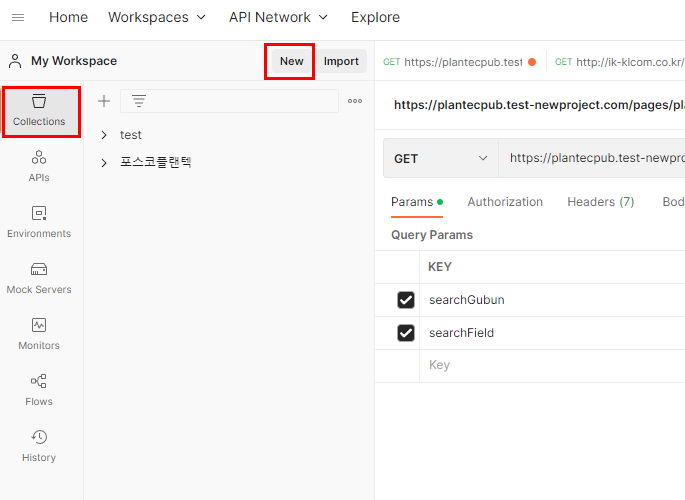 Home Workspaces API Network Explore
My Workspace New Import
GET https://plantecpub.test GET http://ik-klcom.co.kr/
Collections
APIs
Environments
Mock Servers
Monitors
Flows
History
test
포스코플랜텍
https://plantecpub.test-newproject.com/pages/pl
GET https://plantecpub.test-newpro
Params Authorization Headers (7) Bod
Query Params
KEY
searchGubun
searchField
Key